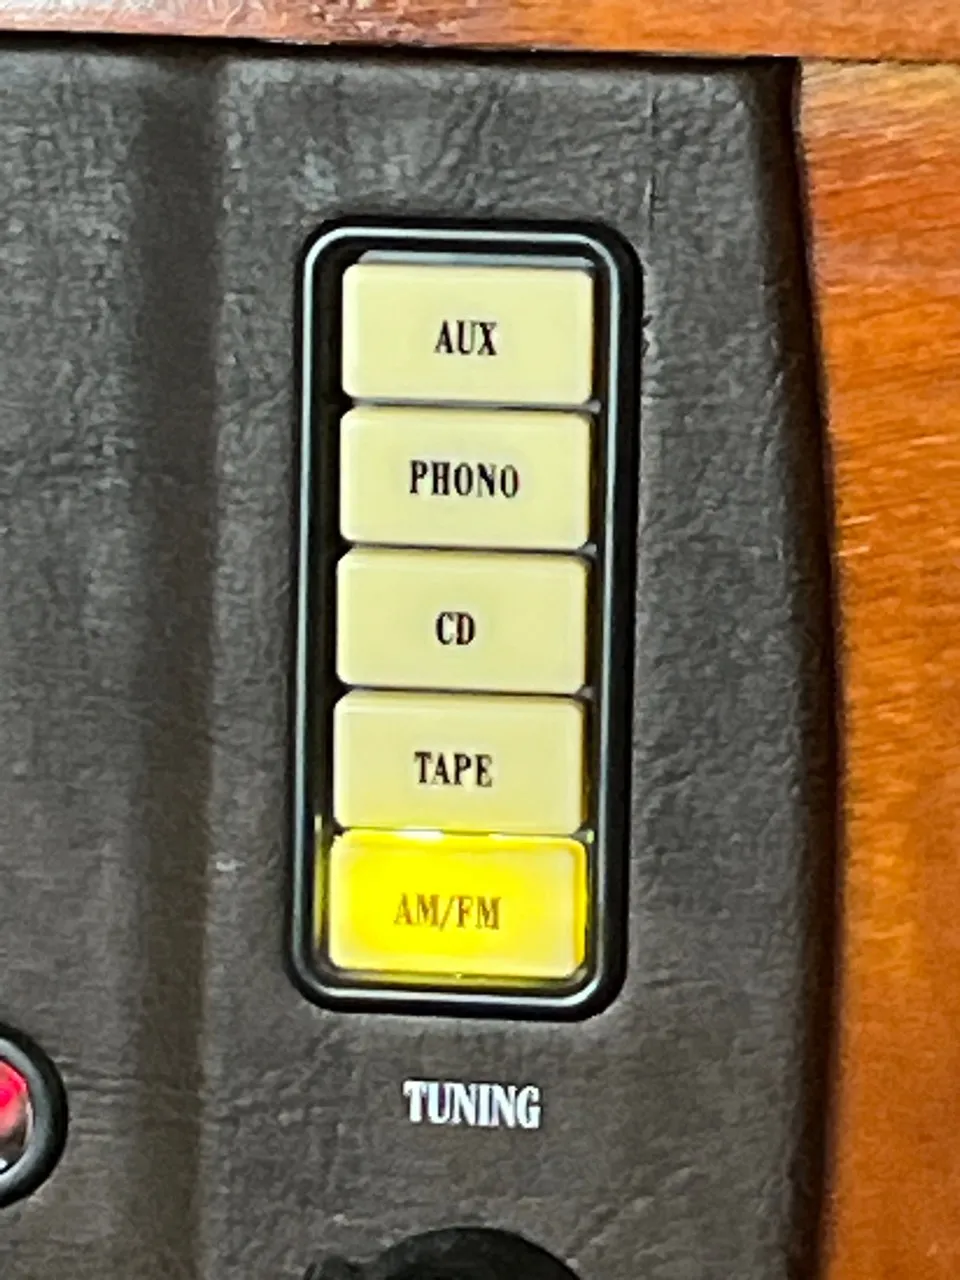 AUX
PHONO
CD
TAPE
AM/FM
TUNING